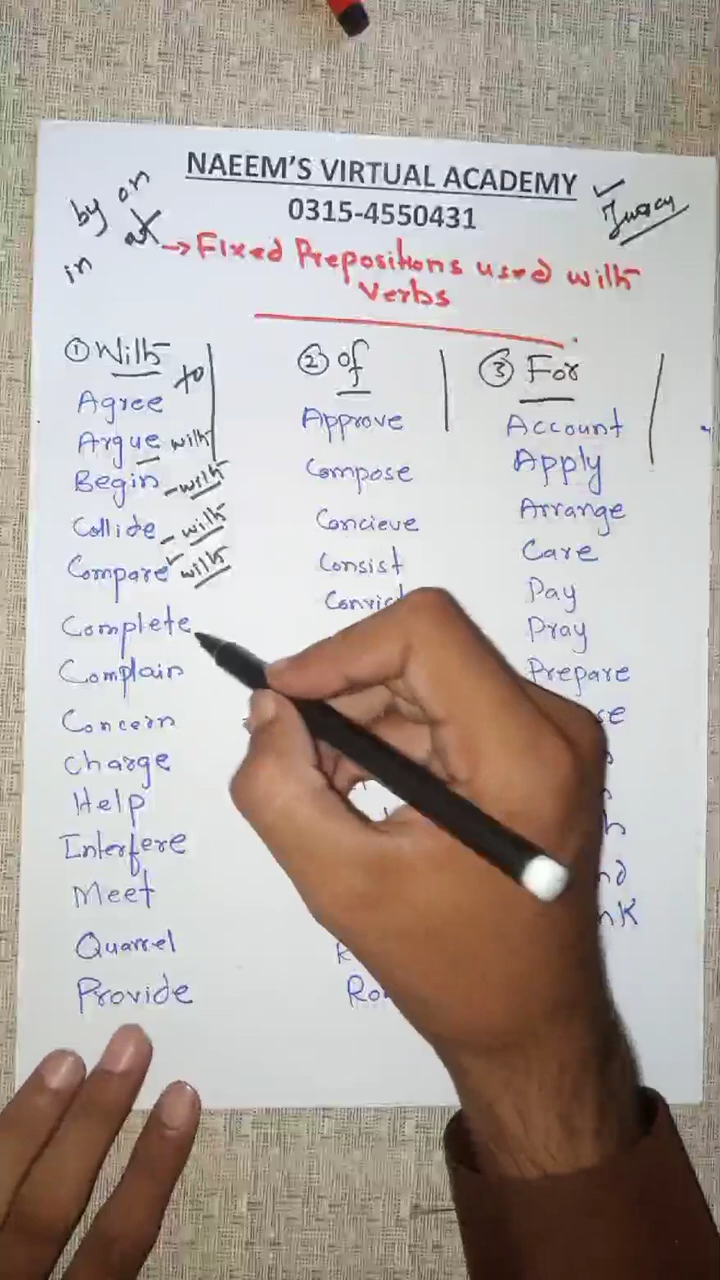 NAEEM'S VIRTUAL ACADEMY
0315-4550431
by on
in at
→ Fixed Prepositions used with
Verbs
① With
to
Agree
Argue with
Begin - with
Collide - with
Compare - with
Complete
Complain
Concern
Charge
Help
Interfere
Meet
Quarrel
Provide
② of
Approve
Compose
Concieve
Consist
③ For
Account
Apply
Arrange
Care
Pay
Pray
Prepare